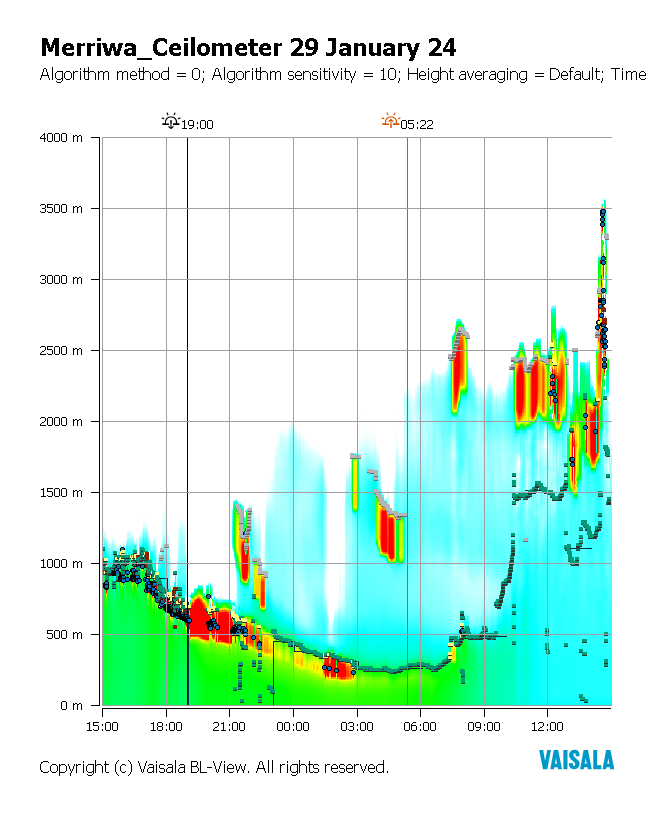 Merriwa_Ceilometer 29 January 24
Algorithm method = 0; Algorithm sensitivity = 10; Height averaging = Default; Time
19:00
05:22
4000 m
3500 m
3000 m
2500 m
2000 m
1500 m
1000 m
500 m
0 m
15:00
18:00
21:00
00:00
03:00
06:00
09:00
12:00
VAISALA
Copyright (c) Vaisala BL-View. All rights reserved.